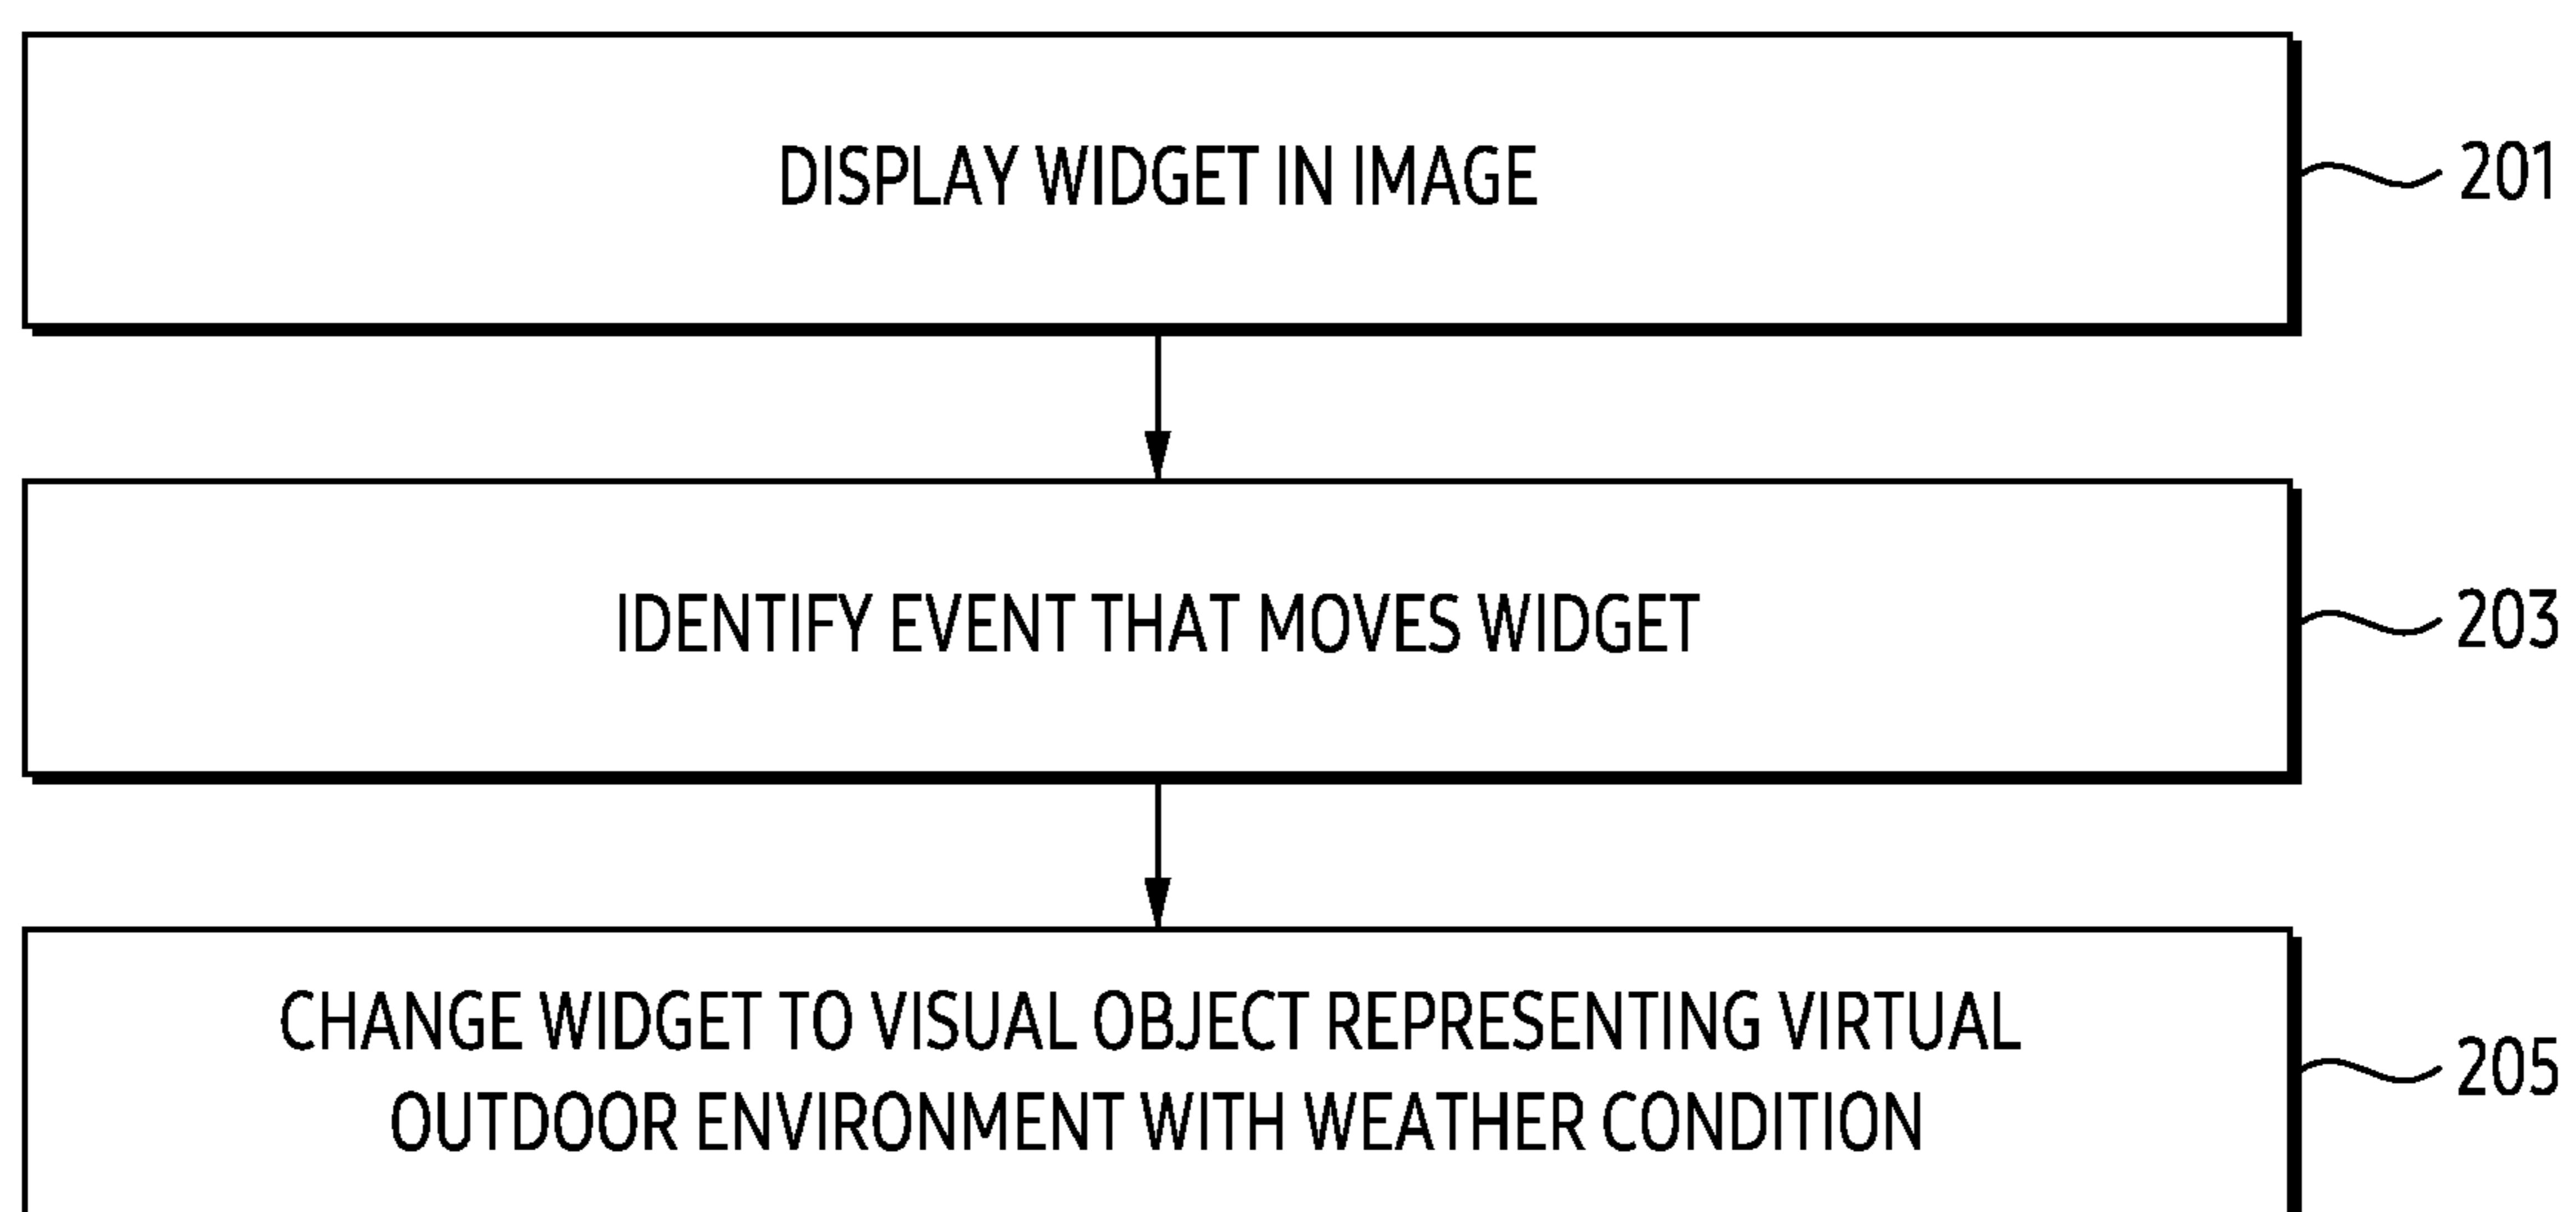 DISPLAY WIDGET IN IMAGE
201
IDENTIFY EVENT THAT MOVES WIDGET
203
CHANGE WIDGET TO VISUAL OBJECT REPRESENTING VIRTUAL
OUTDOOR ENVIRONMENT WITH WEATHER CONDITION
205